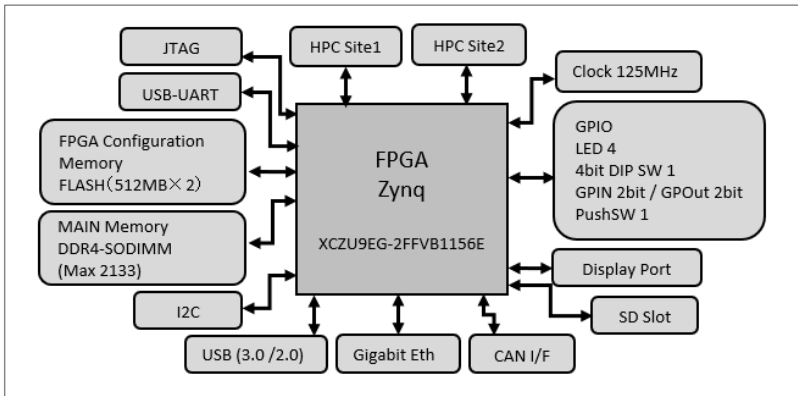 JTAG
HPC Site1
HPC Site2
Clock 125MHz
USB-UART
FPGA Configuration
Memory
FLASH(512MB×2)
FPGA
Zynq
XCZU9EG-2FFVB1156E
GPIO
LED 4
4bit DIP SW 1
GPIN 2bit / GPOut 2bit
PushSW 1
MAIN Memory
DDR4-SODIMM
(Max 2133)
Display Port
I2C
SD Slot
USB (3.0 /2.0)
Gigabit Eth
CAN I/F